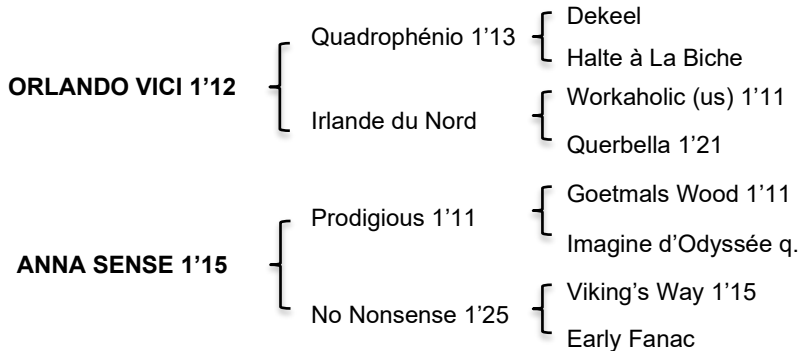 Dekeel
Quadrophénio 1’13
Halte à La Biche
ORLANDO VICI 1’12
Workaholic (us) 1’11
Irlande du Nord
Querbella 1’21
Goetmals Wood 1’11
Prodigious 1’11
Imagine d’Odyssée q.
ANNA SENSE 1’15
Viking’s Way 1’15
No Nonsense 1’25
Early Fanac